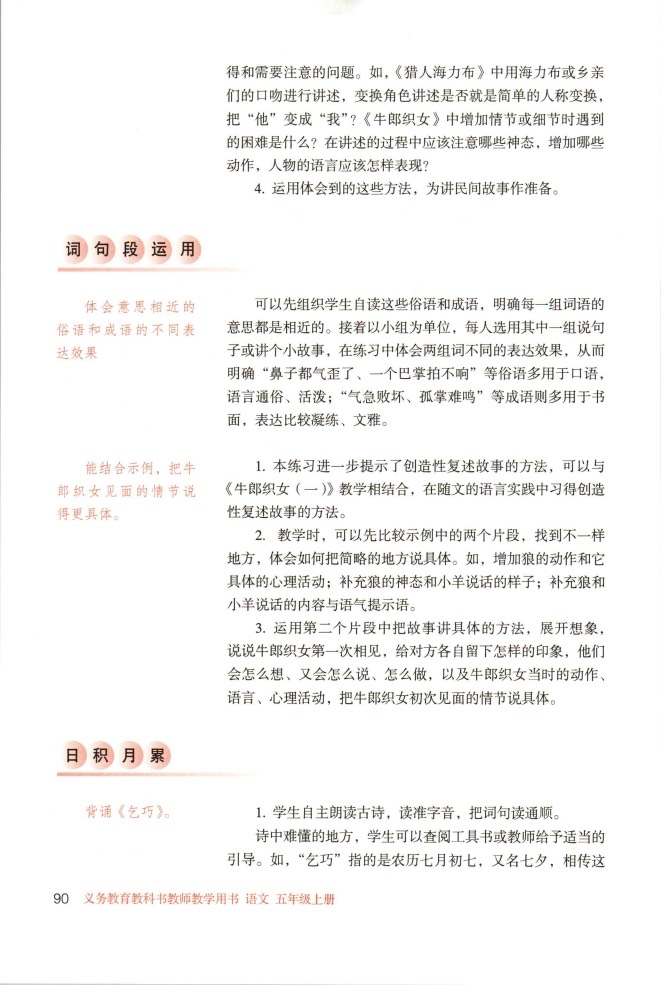 得和需要注意的问题。如，《猎人海力布》中用海力布或乡亲
们的口吻进行讲述，变换角色讲述是否就是简单的人称变换，
把“他”变成“我”？《牛郎织女》中增加情节或细节时遇到
的困难是什么？在讲述的过程中应该注意哪些神态，增加哪些
动作，人物的语言应该怎样表现？
4. 运用体会到的这些方法，为讲民间故事作准备。
词句段运用
体会意思相近的
俗语和成语的不同表
达效果
可以先组织学生自读这些俗语和成语，明确每一组词语的
意思都是相近的。接着以小组为单位，每人选用其中一组说句
子或讲个小故事，在练习中体会两组词不同的表达效果，从而
明确“鼻子都气歪了、一个巴掌拍不响”等俗语多用于口语，
语言通俗、活泼；“气急败坏、孤掌难鸣”等成语则多用于书
面，表达比较凝练、文雅。
能结合示例，把牛
郎织女见面的情节说
得更具体。
1. 本练习进一步提示了创造性复述故事的方法，可以与
《牛郎织女（一）》教学相结合，在随文的语言实践中习得创造
性复述故事的方法。
2. 教学时，可以先比较示例中的两个片段，找到不一样
地方，体会如何把简略的地方说具体。如，增加狼的动作和它
具体的心理活动；补充狼的神态和小羊说话的样子；补充狼和
小羊说话的内容与语气提示语。
3. 运用第二个片段中把故事讲具体的方法，展开想象，
说说牛郎织女第一次相见，给对方各自留下怎样的印象，他们
会怎么想、又会怎么说、怎么做，以及牛郎织女当时的动作、
语言、心理活动，把牛郎织女初次见面的情节说具体。
日积月累
背诵《乞巧》。
1. 学生自主朗读古诗，读准字音，把词句读通顺。
诗中难懂的地方，学生可以查阅工具书或教师给予适当的
引导。如，“乞巧”指的是农历七月初七，又名七夕，相传这
90 义务教育教科书教师教学用书 语文 五年级上册